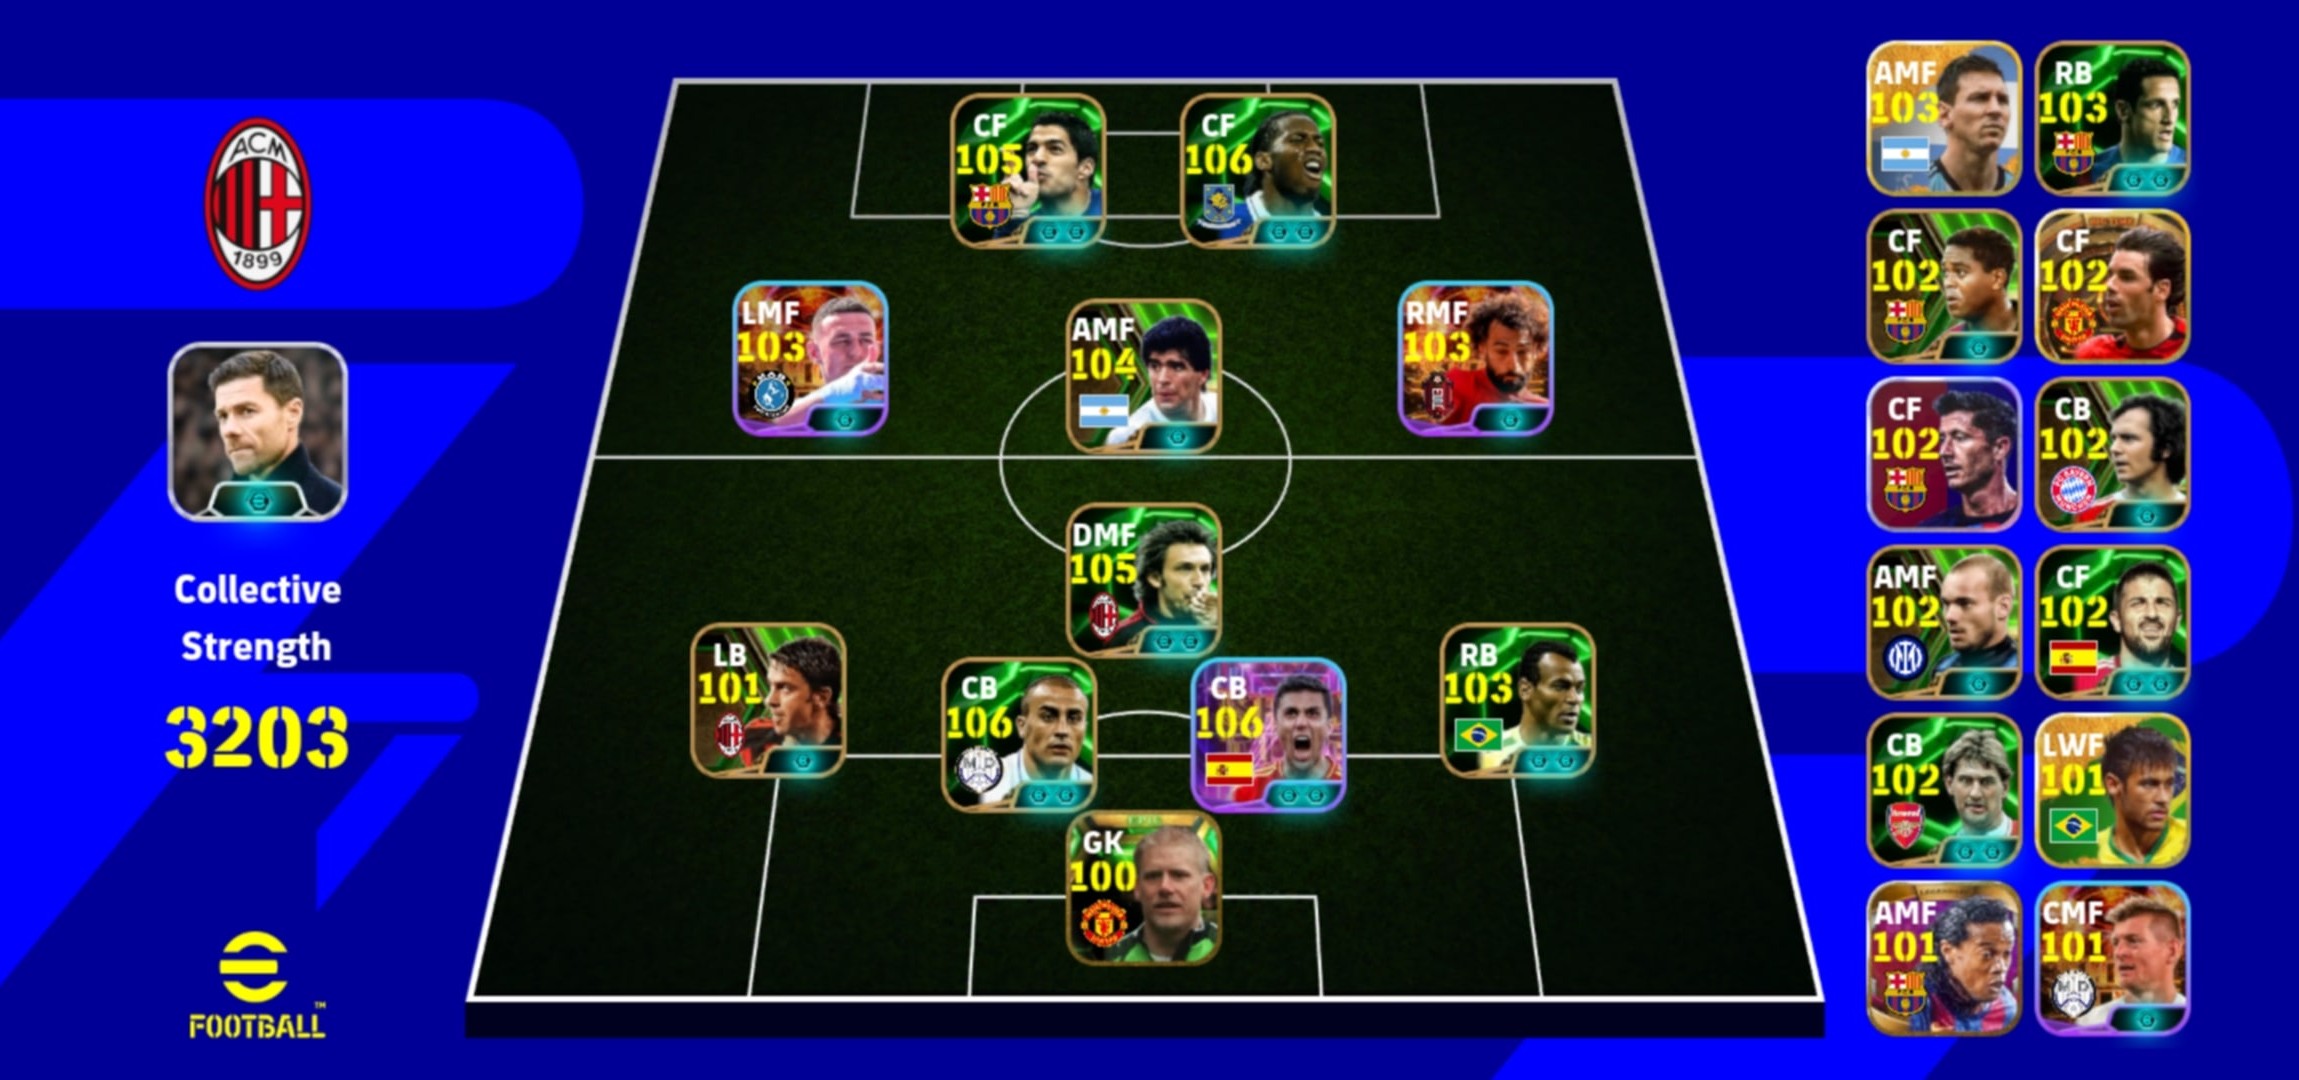 ACM
1899
Collective
Strength
3203
FOOTBALL
TM
CF
105
CF
106
LMF
103
AMF
104
RMF
103
DMF
105
LB
101
CB
106
CB
106
RB
103
GK
100
AMF
103
RB
103
CF
102
CF
102
CF
102
CB
102
AMF
102
CF
102
CB
102
LWF
101
AMF
101
CMF
101